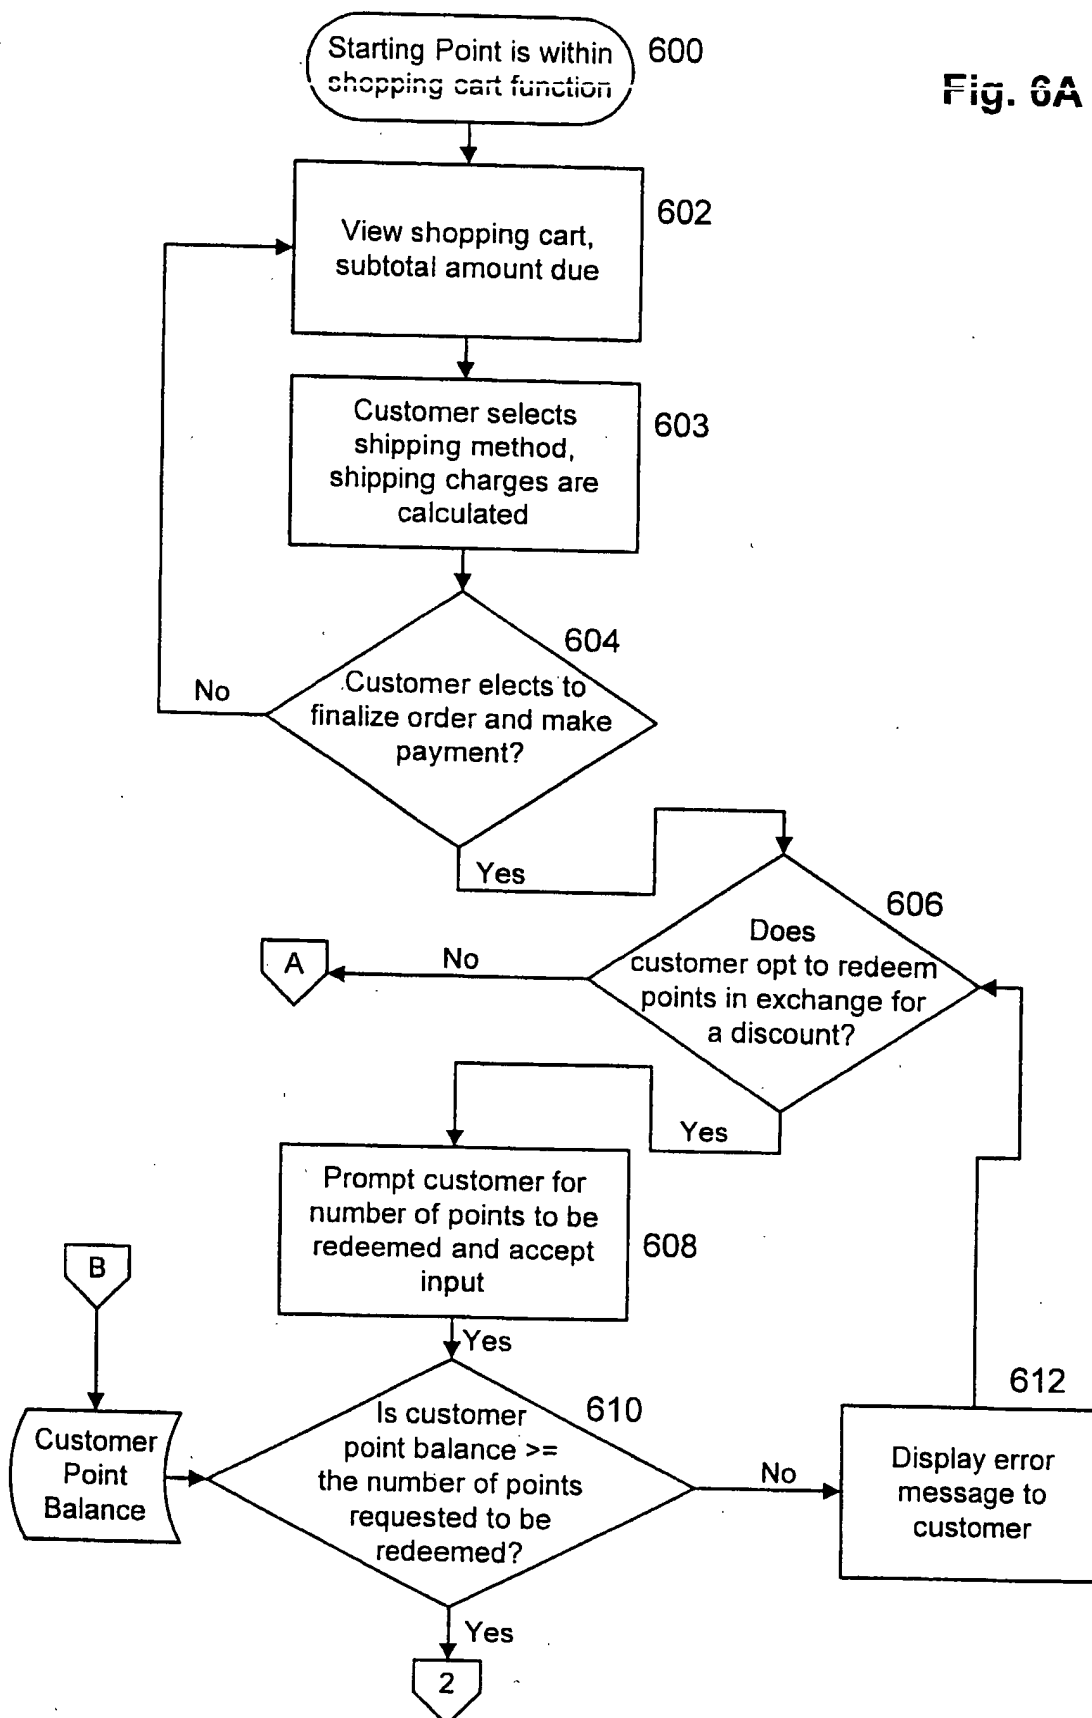 Starting Point is within
shopping cart function
600
Fig. 6A
View shopping cart,
subtotal amount due
602
Customer selects
shipping method,
shipping charges are
calculated
603
604
Customer elects to
finalize order and make
payment?
No
Yes
606
Does
customer opt to redeem
points in exchange for
a discount?
No
A
Yes
Prompt customer for
number of points to be
redeemed and accept
input
608
B
Yes
Customer
Point
Balance
610
Is customer
point balance >=
the number of points
requested to be
redeemed?
No
612
Display error
message to
customer
Yes
2